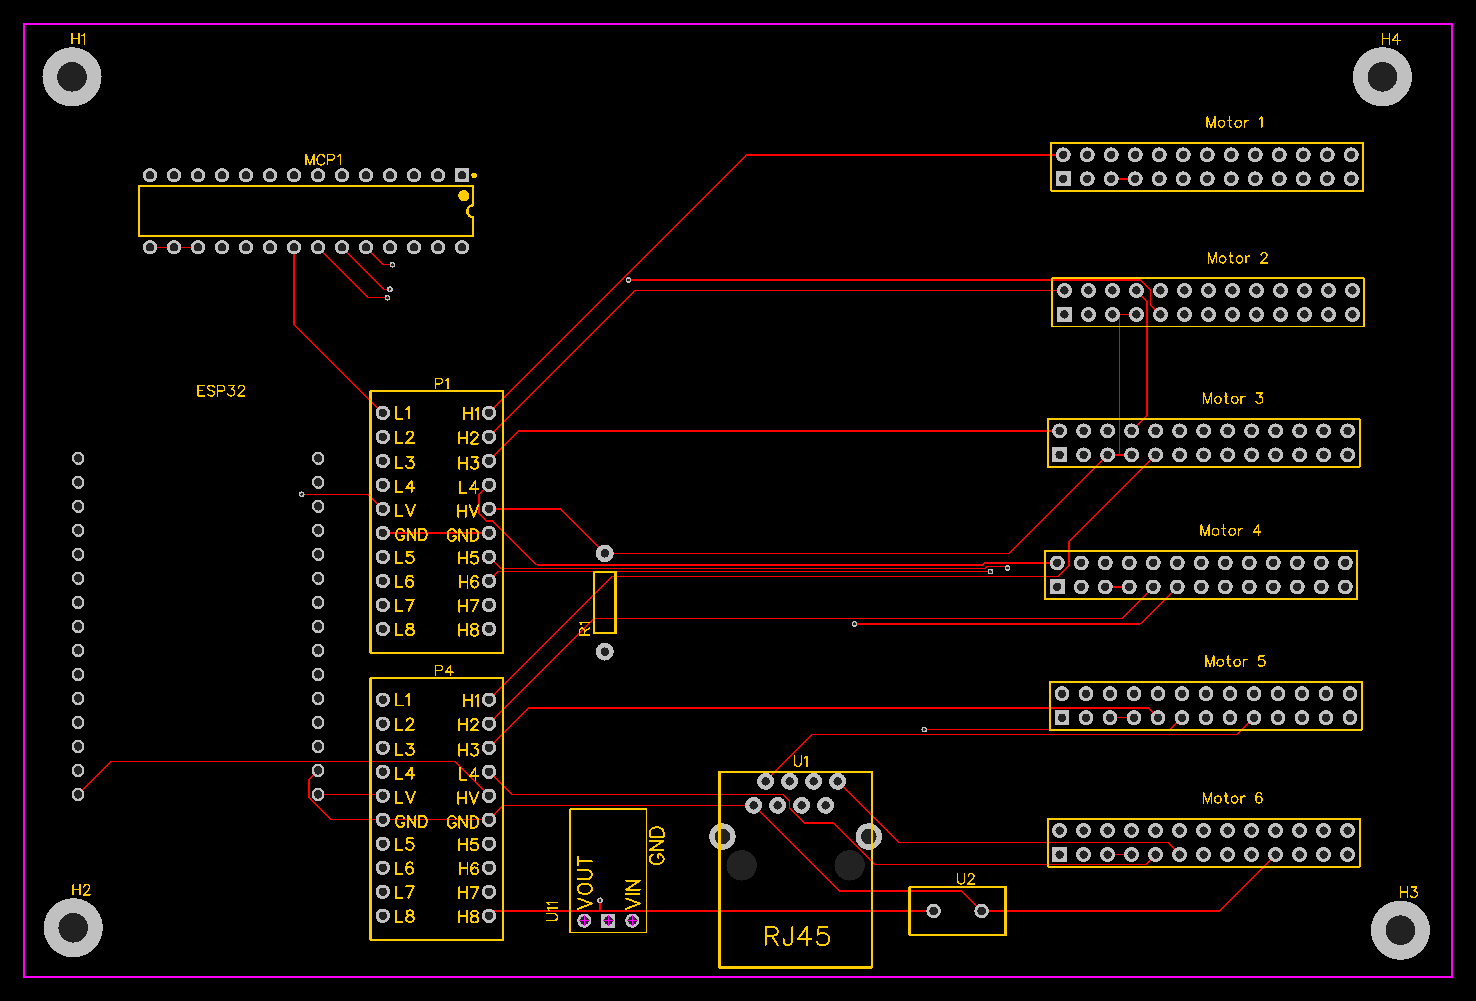 H1
H4
Motor 1
MCP1
Motor 2
P1
ESP32
Motor 3
L1 H1
L2 H2
L3 H3
L4 L4
LV HV
GND GND
L5 H5
L6 H6
L7 H7
L8 H8
Motor 4
R1
P4
Motor 5
L1 H1
L2 H2
L3 H3
L4 L4
LV HV
GND GND
L5 H5
L6 H6
L7 H7
L8 H8
U1
Motor 6
GND
VOUT
VIN
U11
RJ45
U2
H2
H3